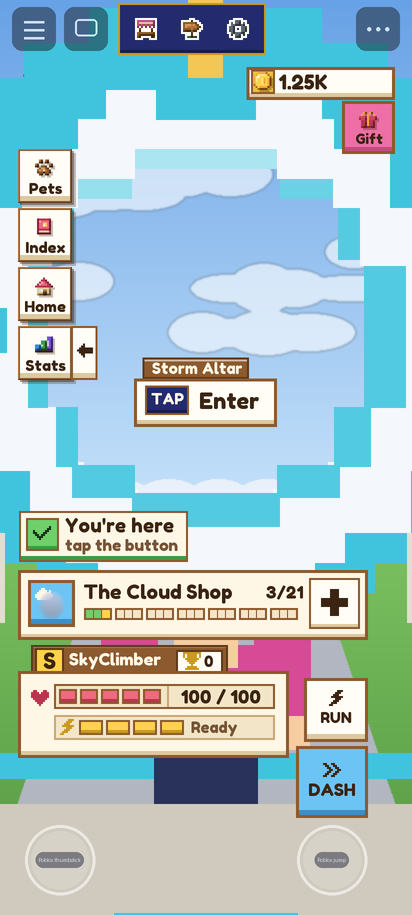 1.25K
Gift
Pets
Index
Home
Stats
Storm Altar
TAP Enter
You're here
tap the button
The Cloud Shop 3/21
S SkyClimber 0
100 / 100
Ready
RUN
DASH
Roblox thumbstick
Roblox jump